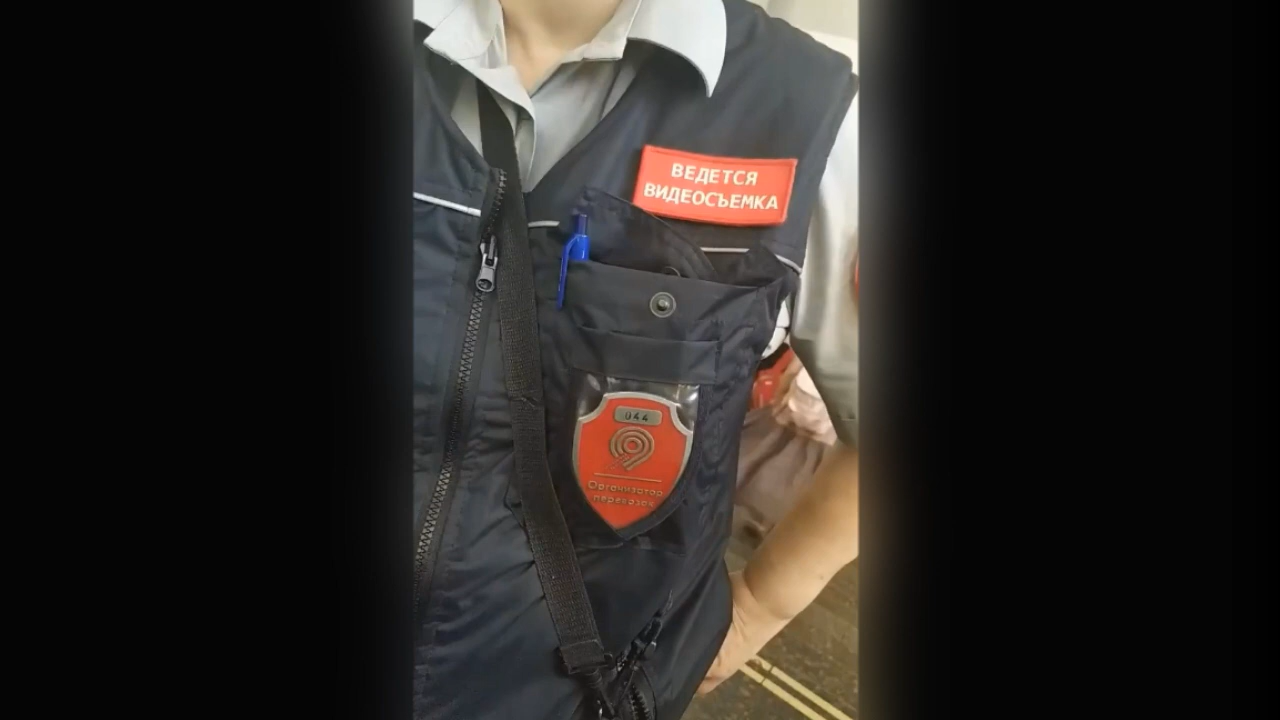 ВЕДЕТСЯ
ВИДЕОСЪЕМКА
044
Организатор
перевозок